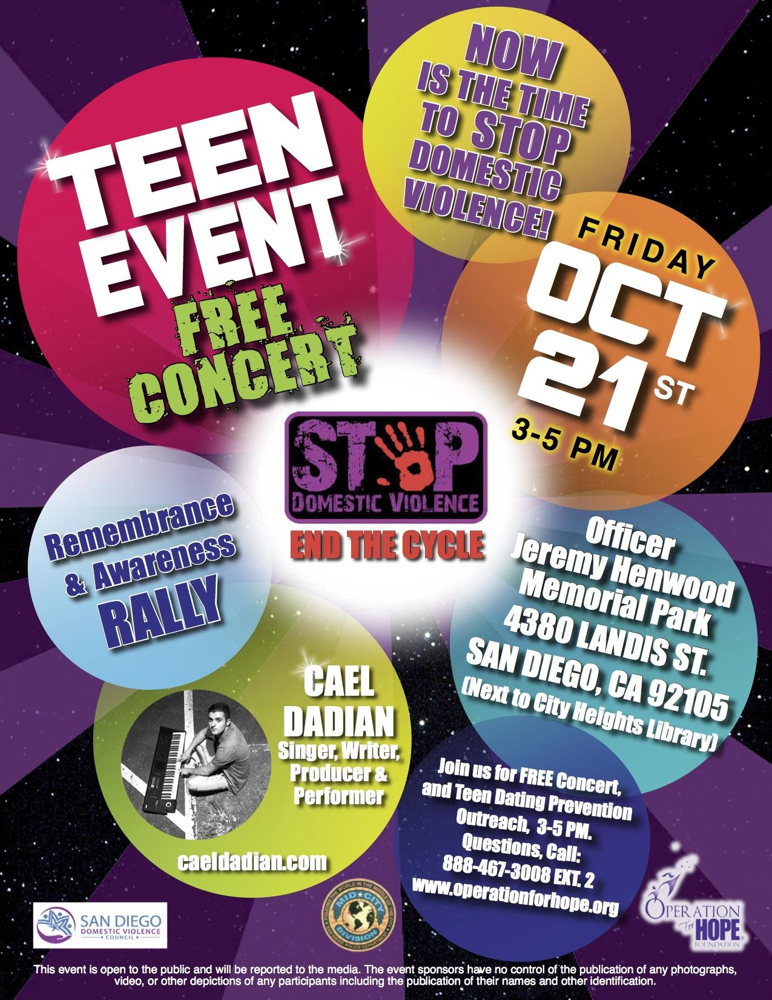 TEEN
EVENT
FREE
CONCERT
NOW
IS THE TIME
TO STOP
DOMESTIC
VIOLENCE!
FRIDAY
OCT
21ST
3-5 PM
STOP
DOMESTIC VIOLENCE
END THE CYCLE
Remembrance
& Awareness
RALLY
Officer
Jeremy Henwood
Memorial Park
4380 LANDIS ST.
SAN DIEGO, CA 92105
(Next to City Heights Library)
CAEL
DADIAN
Singer, Writer,
Producer &
Performer
caeldadian.com
Join us for FREE Concert,
and Teen Dating Prevention
Outreach, 3-5 PM.
Questions, Call:
888-467-3008 EXT. 2
www.operationforhope.org
SAN DIEGO
DOMESTIC VIOLENCE
• COUNCIL •
POLICING THE WORLD IN THE MIDDLE OF THE CITY
MID★CITY
DIVISION
SAN DIEGO POLICE DEPARTMENT
OPERATION
For HOPE
FOUNDATION
This event is open to the public and will be reported to the media. The event sponsors have no control of the publication of any photographs,
video, or other depictions of any participants including the publication of their names and other identification.